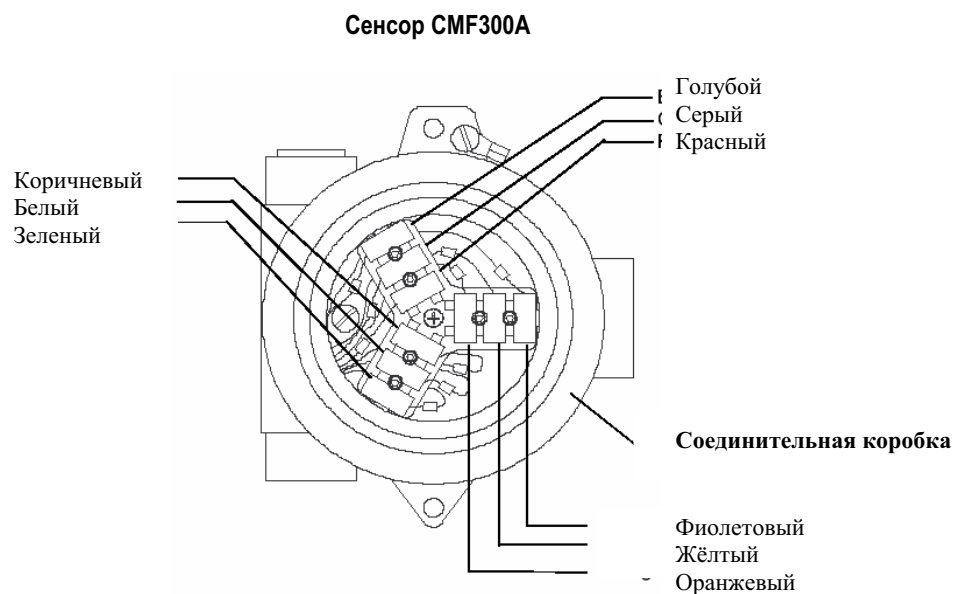 Сенсор CMF300A
Голубой
Серый
Красный
Коричневый
Белый
Зеленый
Соединительная коробка
Фиолетовый
Жёлтый
Оранжевый